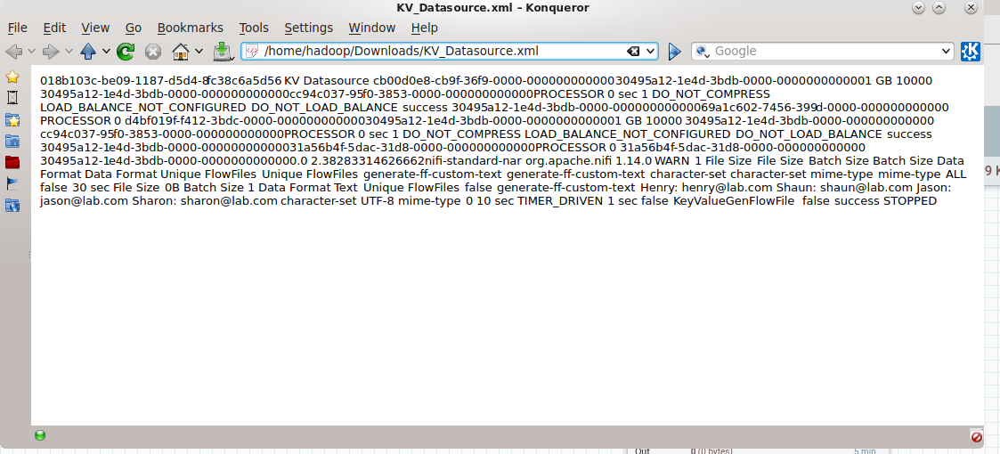 KV_Datasource.xml – Konqueror
File Edit View Go Bookmarks Tools Settings Window Help
/home/hadoop/Downloads/KV_Datasource.xml
Google
018b103c-be09-1187-d5d4-8fc38c6a5d56 KV Datasource cb00d0e8-cb9f-36f9-0000-00000000000030495a12-1e4d-3bdb-0000-0000000000001 GB 10000
30495a12-1e4d-3bdb-0000-000000000000cc94c037-95f0-3853-0000-000000000000PROCESSOR 0 sec 1 DO_NOT_COMPRESS
LOAD_BALANCE_NOT_CONFIGURED DO_NOT_LOAD_BALANCE success 30495a12-1e4d-3bdb-0000-00000000000069a1c602-7456-399d-0000-000000000000
PROCESSOR 0 d4bf019f-f412-3bdc-0000-00000000000030495a12-1e4d-3bdb-0000-0000000000001 GB 10000 30495a12-1e4d-3bdb-0000-000000000000
cc94c037-95f0-3853-0000-000000000000PROCESSOR 0 sec 1 DO_NOT_COMPRESS LOAD_BALANCE_NOT_CONFIGURED DO_NOT_LOAD_BALANCE success
30495a12-1e4d-3bdb-0000-00000000000031a56b4f-5dac-31d8-0000-000000000000PROCESSOR 0 31a56b4f-5dac-31d8-0000-000000000000
30495a12-1e4d-3bdb-0000-0000000000000.0 2.38283314626662nifi-standard-nar org.apache.nifi 1.14.0 WARN 1 File Size File Size Batch Size Batch Size Data
Format Data Format Unique FlowFiles Unique FlowFiles generate-ff-custom-text generate-ff-custom-text character-set character-set mime-type mime-type ALL
false 30 sec File Size 0B Batch Size 1 Data Format Text Unique FlowFiles false generate-ff-custom-text Henry: henry@lab.com Shaun: shaun@lab.com Jason:
jason@lab.com Sharon: sharon@lab.com character-set UTF-8 mime-type 0 10 sec TIMER_DRIVEN 1 sec false KeyValueGenFlowFile false success STOPPED
9 K
Out 0 (0 bytes) 5 min